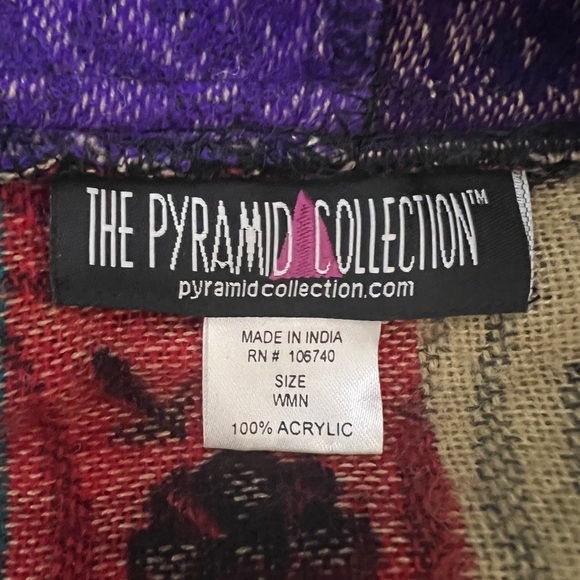 THE PYRAMID COLLECTION™
pyramidcollection.com
MADE IN INDIA
RN # 106740
SIZE
WMN
100% ACRYLIC